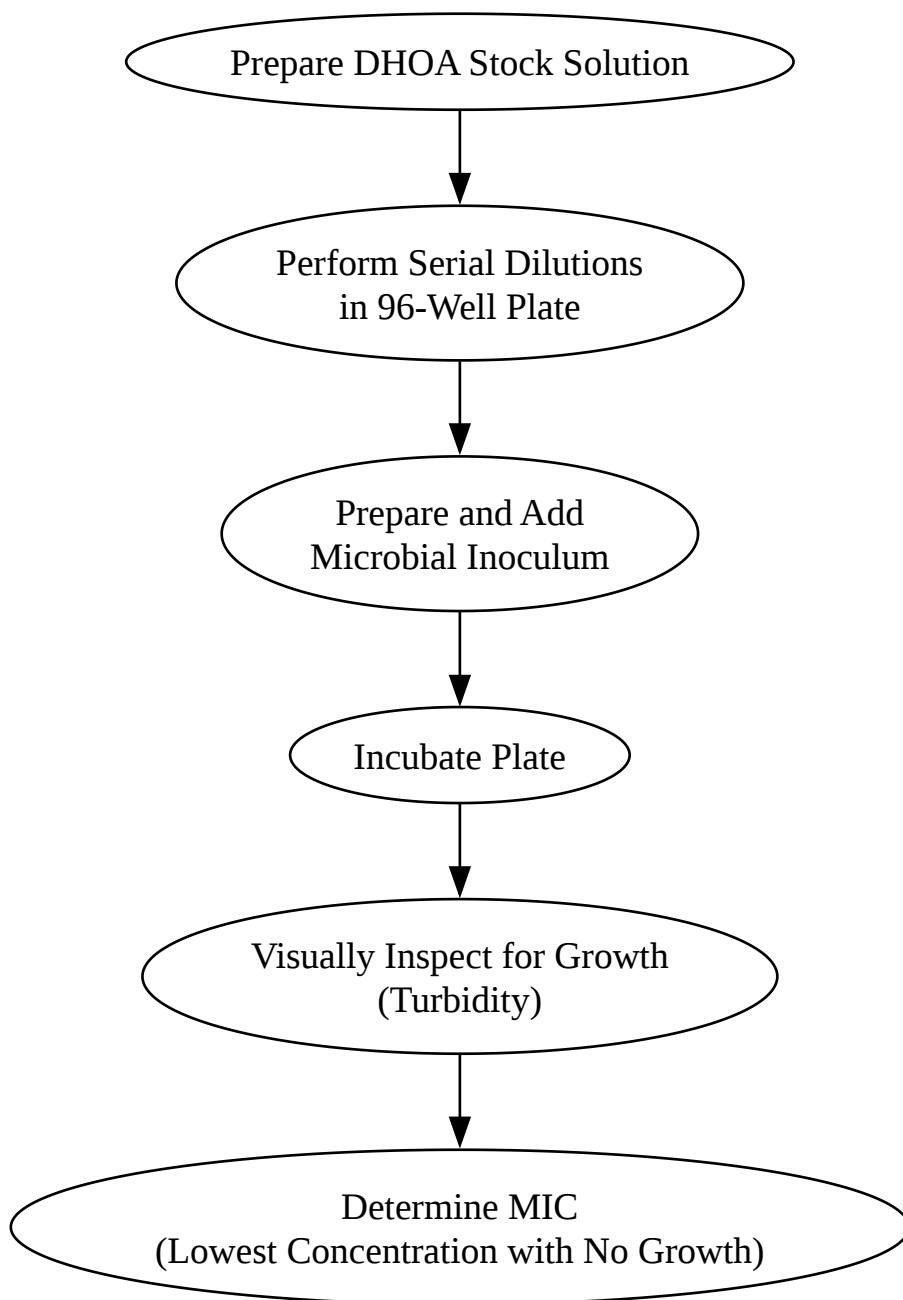 Prepare DHOA Stock Solution
Perform Serial Dilutions
in 96-Well Plate
Prepare and Add
Microbial Inoculum
Incubate Plate
Visually Inspect for Growth
(Turbidity)
Determine MIC
(Lowest Concentration with No Growth)